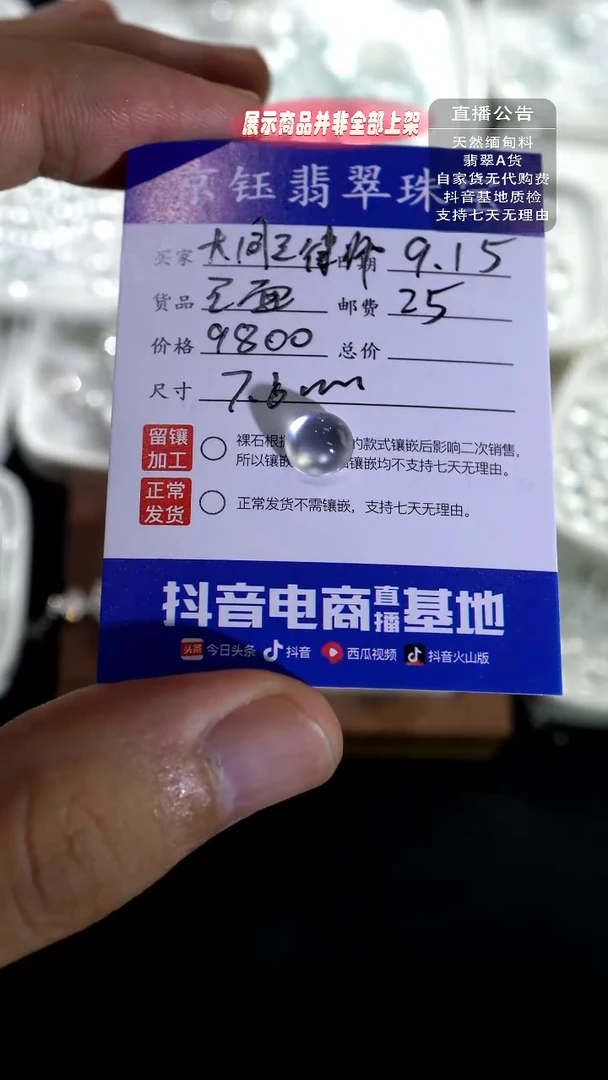 展示商品并非全部上架
直播公告
天然缅甸料
翡翠A货
自家货无代购费
抖音基地质检
支持七天无理由
钰翡翠珠
买家 大同王 期 9.15
货品 王面 邮费 25
价格 9800 总价
尺寸 7.8mm
留镶加工 裸石根 的款式镶嵌后影响二次销售，
所以镶 镶嵌均不支持七天无理由。
正常发货 正常发货不需镶嵌，支持七天无理由。
抖音电商直播基地
头条 今日头条 抖音 西瓜视频 抖音火山版